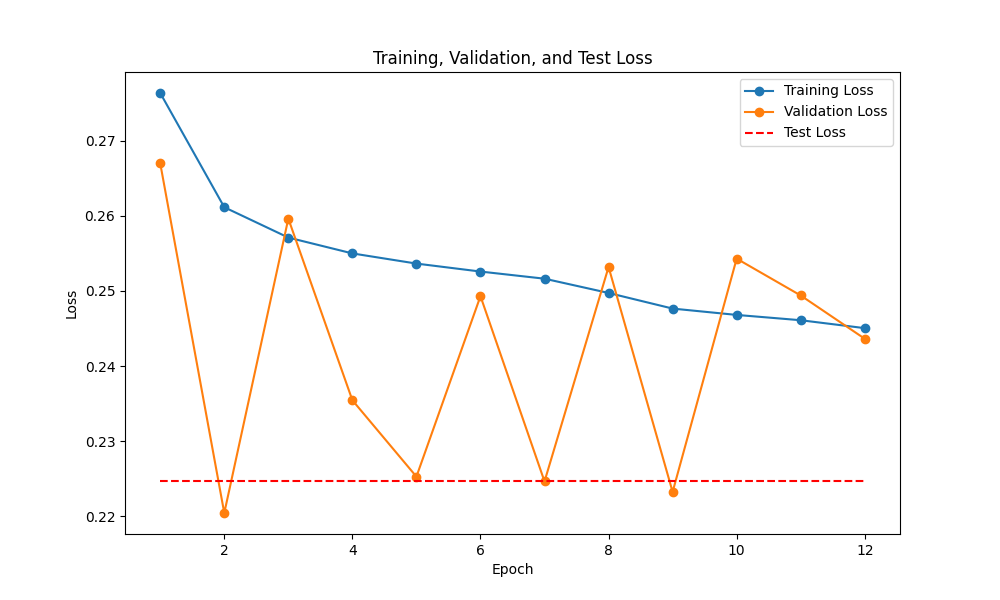 Training, Validation, and Test Loss
Training Loss
Validation Loss
Test Loss
Loss
0.27
0.26
0.25
0.24
0.23
0.22
2 4 6 8 10 12
Epoch